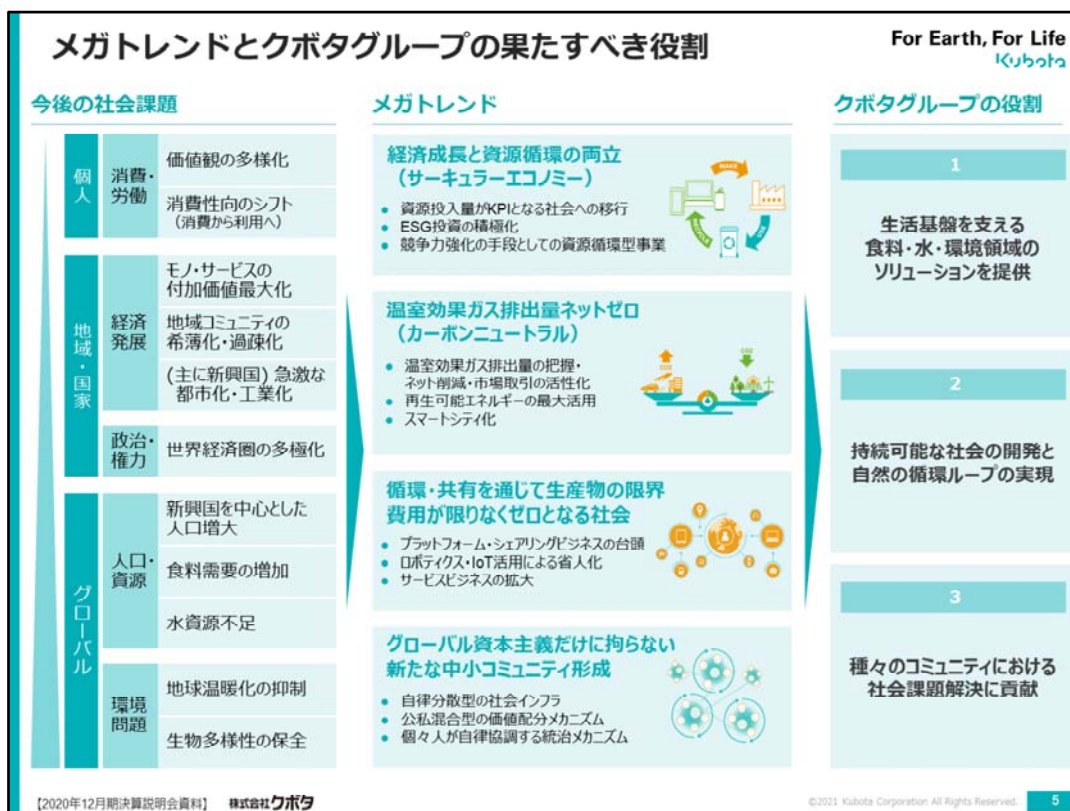 メガトレンドとクボタグループの果たすべき役割
For Earth, For Life
Kubota
今後の社会課題
個人
消費・
労働
価値観の多様化
消費性向のシフト
(消費から利用へ)
地域・国家
経済
発展
モノ・サービスの
付加価値最大化
地域コミュニティの
希薄化・過疎化
(主に新興国) 急激な
都市化・工業化
政治・
権力
世界経済圏の多極化
グローバル
人口・
資源
新興国を中心とした
人口増大
食料需要の増加
水資源不足
環境
問題
地球温暖化の抑制
生物多様性の保全
メガトレンド
経済成長と資源循環の両立
(サーキュラーエコノミー)
• 資源投入量がKPIとなる社会への移行
• ESG投資の積極化
• 競争力強化の手段としての資源循環型事業
MAKE
USE
RECYCLE
温室効果ガス排出量ネットゼロ
(カーボンニュートラル)
• 温室効果ガス排出量の把握・
ネット削減・市場取引の活性化
• 再生可能エネルギーの最大活用
• スマートシティ化
循環・共有を通じて生産物の限界
費用が限りなくゼロとなる社会
• プラットフォーム・シェアリングビジネスの台頭
• ロボティクス・IoT活用による省人化
• サービスビジネスの拡大
グローバル資本主義だけに拘らない
新たな中小コミュニティ形成
• 自律分散型の社会インフラ
• 公私混合型の価値配分メカニズム
• 個々人が自律協調する統治メカニズム
クボタグループの役割
1
生活基盤を支える
食料・水・環境領域の
ソリューションを提供
2
持続可能な社会の開発と
自然の循環ループの実現
3
種々のコミュニティにおける
社会課題解決に貢献
【2020年12月期決算説明会資料】 株式会社クボタ
©2021 Kubota Corporation All Rights Reserved. 5